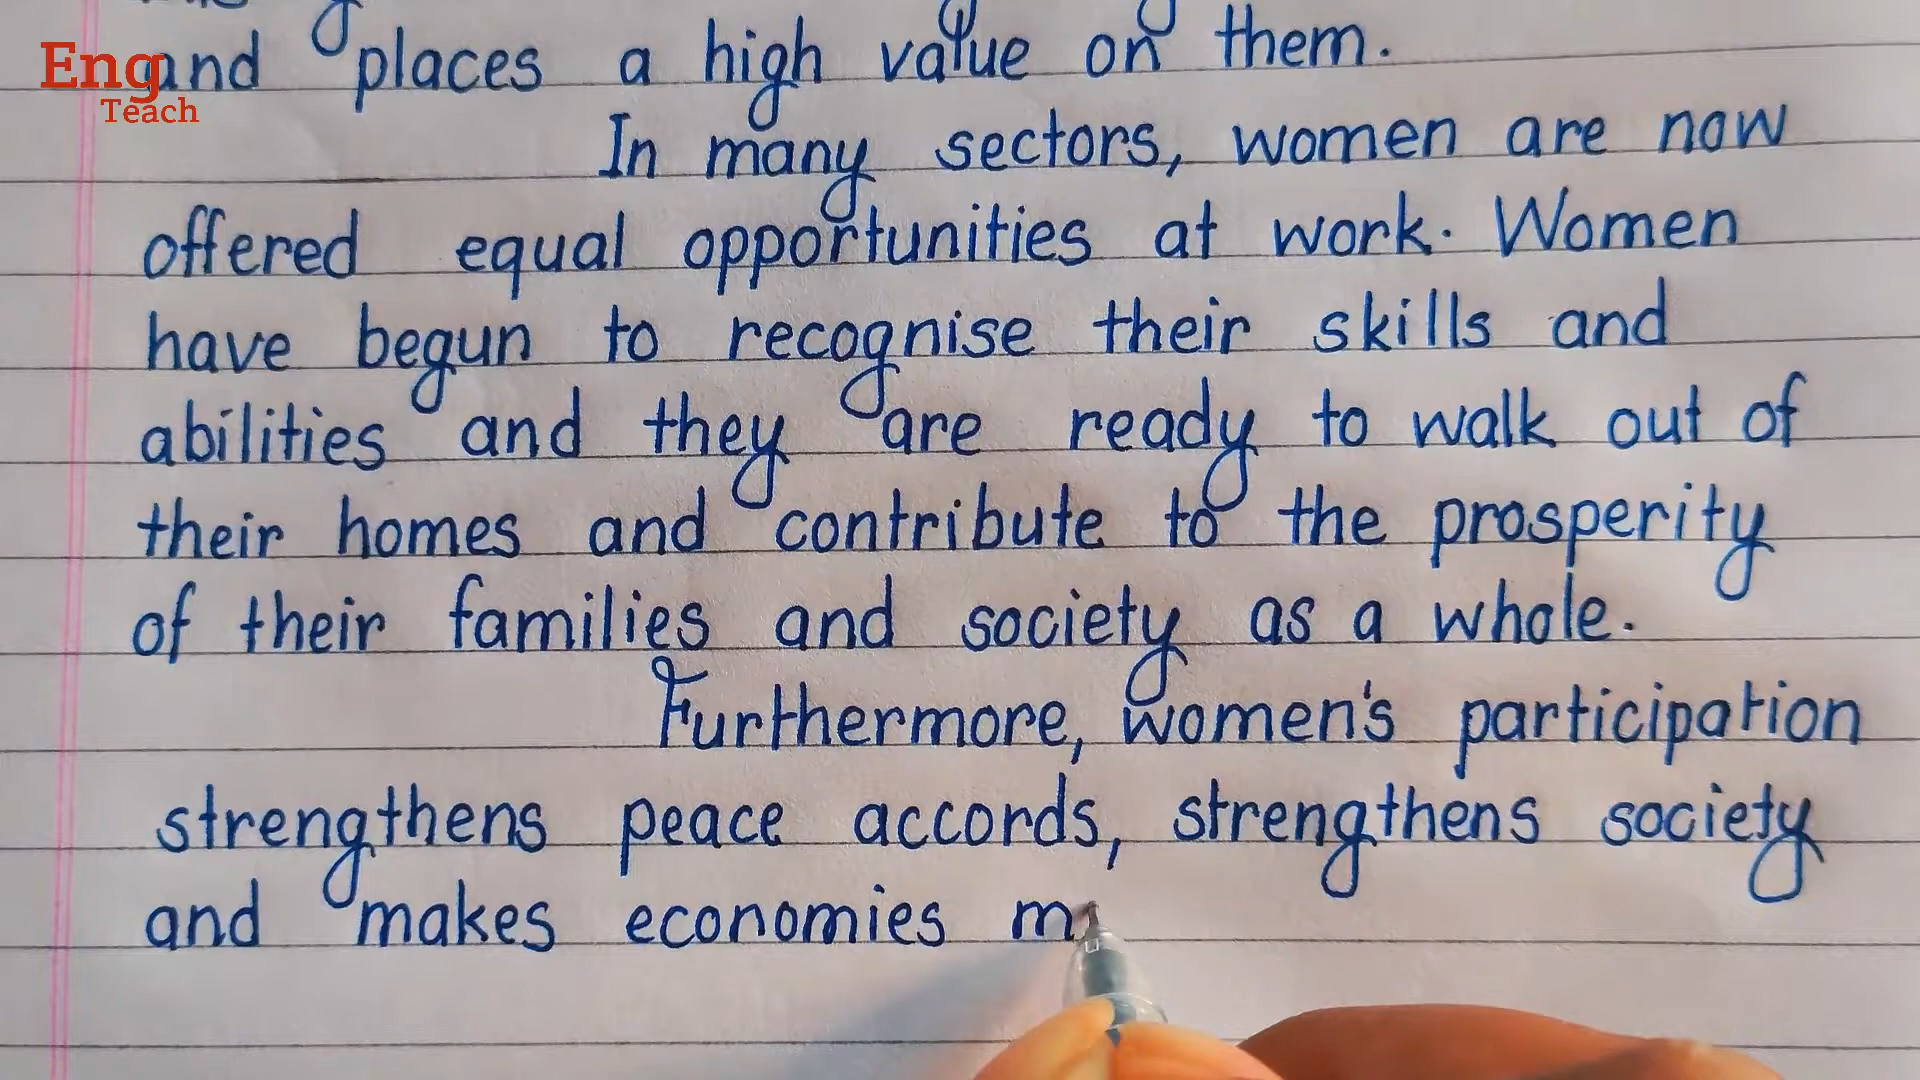 Eng
Teach
and places a high value on them.
In many sectors, women are now
offered equal opportunities at work. Women
have begun to recognise their skills and
abilities and they are ready to walk out of
their homes and contribute to the prosperity
of their families and society as a whole.
Furthermore, women's participation
strengthens peace accords, strengthens society
and makes economies m